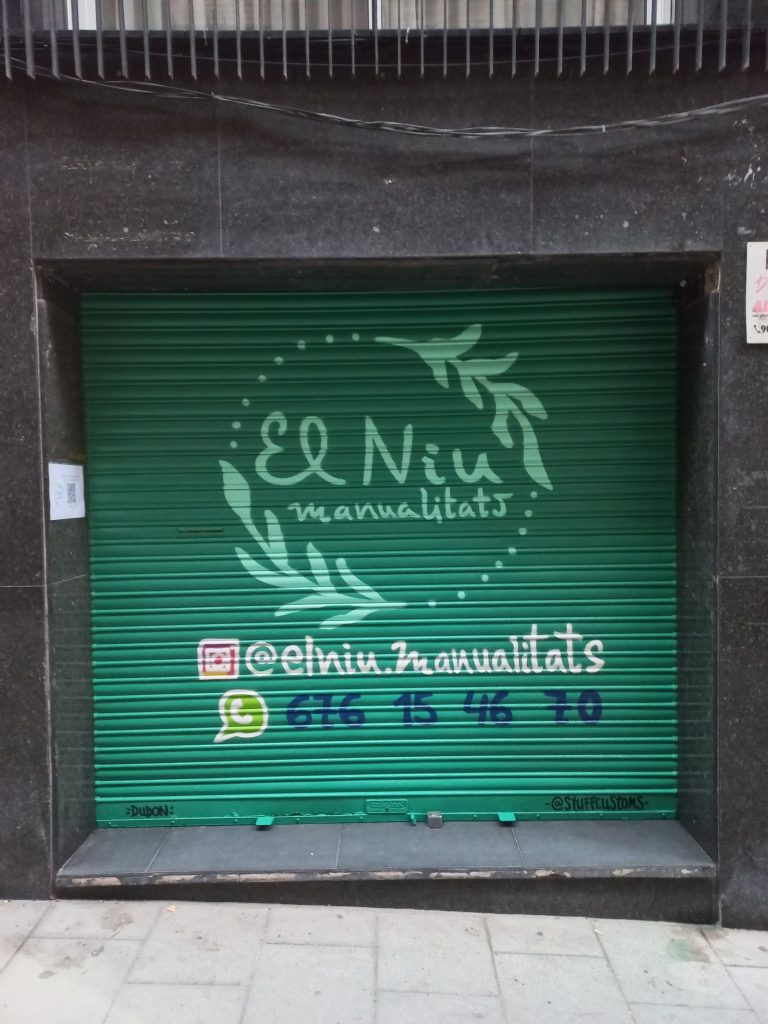 El Niu
manualitats
@elniu.manualitats
676 15 46 70
=DUDON=
-@STUFFCUSTOMS-